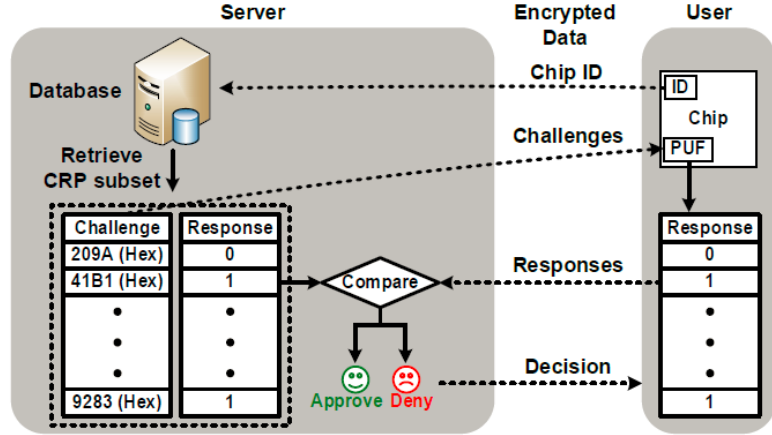 Server
Encrypted
Data
User
Database
Chip ID
ID
Chip
PUF
Challenges
Retrieve
CRP subset
Challenge
Response
209A (Hex)
0
41B1 (Hex)
1
9283 (Hex)
1
Compare
Responses
Response
0
1
1
Approve
Deny
Decision